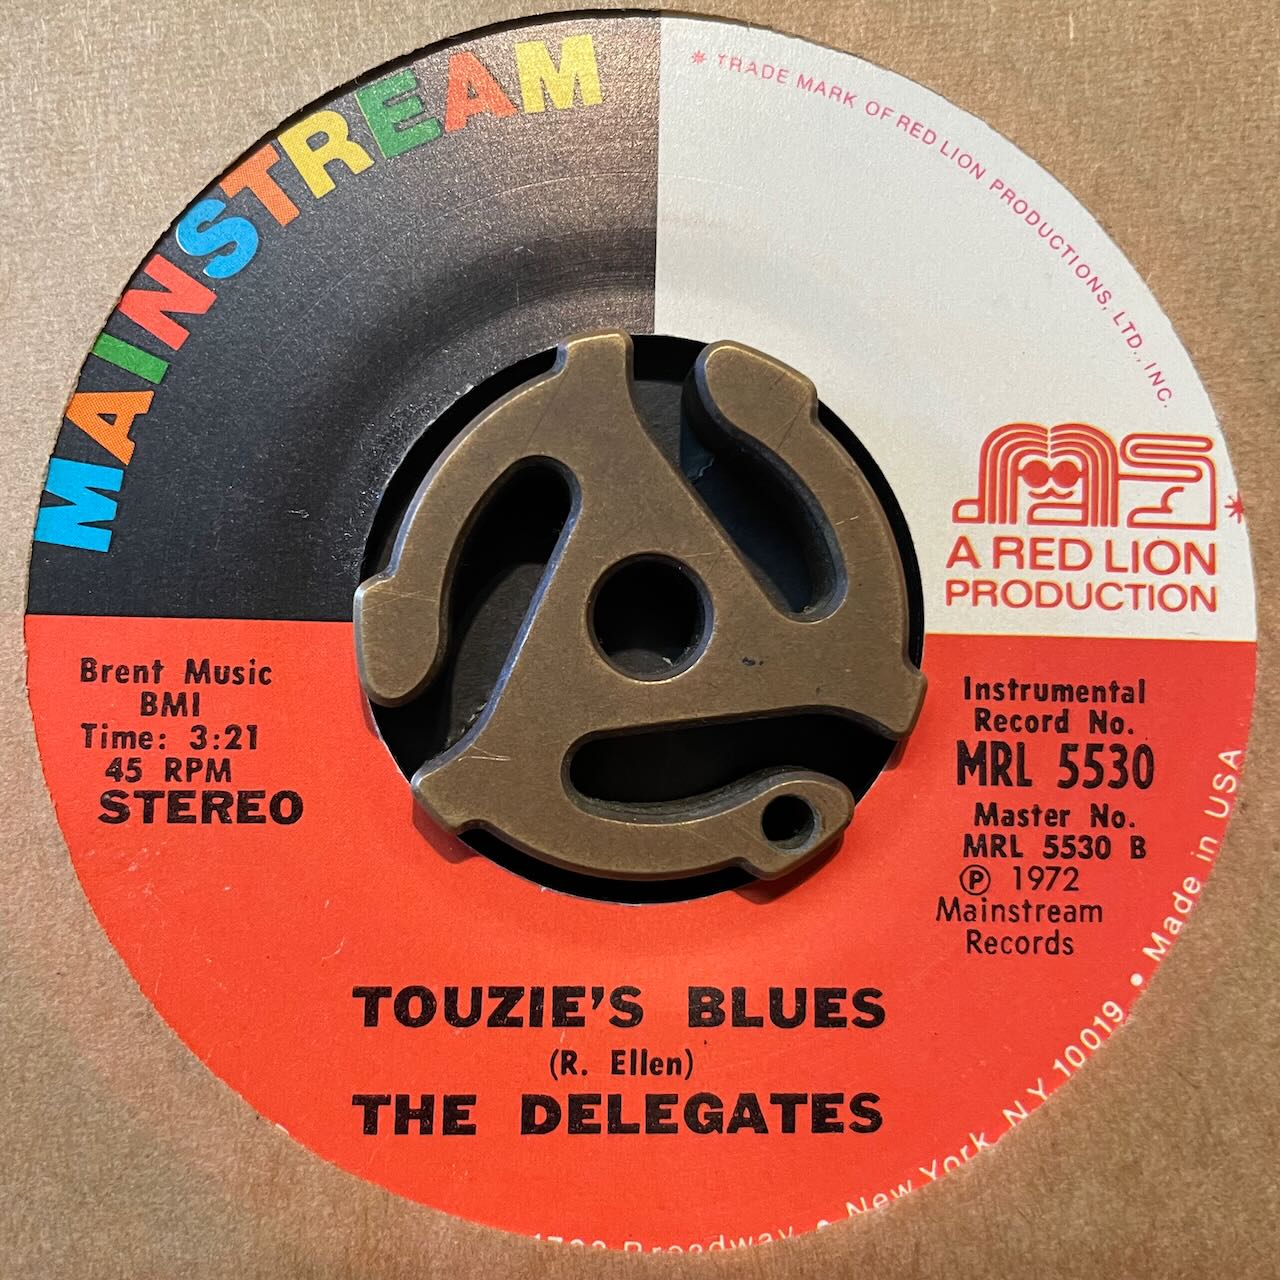 MAINSTREAM
* TRADE MARK OF RED LION PRODUCTIONS, LTD., INC.
MS *
A RED LION
PRODUCTION
Brent Music
BMI
Time: 3:21
45 RPM
STEREO
Instrumental
Record No.
MRL 5530
Master No.
MRL 5530 B
Ⓟ 1972
Mainstream
Records
TOUZIE'S BLUES
(R. Ellen)
THE DELEGATES
Broadway • New York, N.Y. 10019 • Made in USA